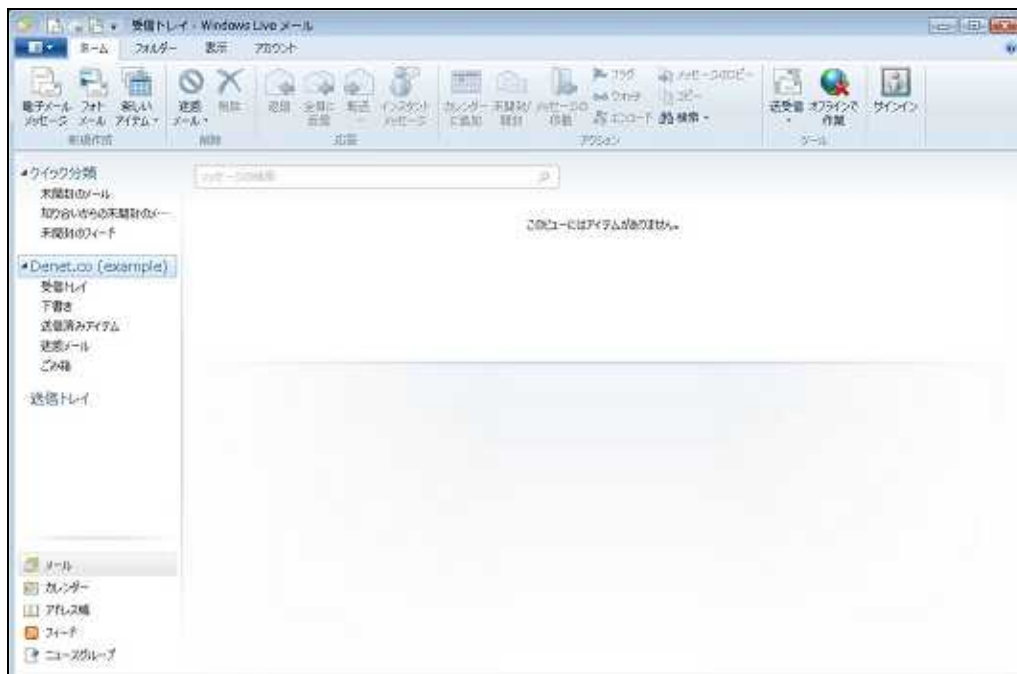 受信トレイ - Windows Live メール
ホーム フォルダー 表示 アカウント
電子メール メッセージ
フォト メール
新しい アイテム
迷惑 メール
削除
返信
全員に 返信
転送
インスタント メッセージ
カレンダー に追加
未開封/ 開封
メッセージの 移動
フラグ
ウォッチ
エンコード
メッセージのコピー
コピー
検索
送受信
オフラインで 作業
サインイン
新規作成 削除 応答 アクション ツール
クイック分類
未開封のメール
知り合いからの未開封のメ…
未開封のフィード
Denet.co (example)
受信トレイ
下書き
送信済みアイテム
迷惑メール
ごみ箱
送信トレイ
メッセージの検索
このビューにはアイテムがありません。
メール
カレンダー
アドレス帳
フィード
ニュースグループ